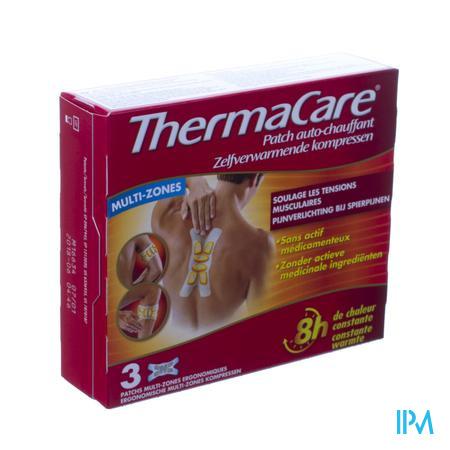 ThermaCare®
Patch auto-chauffant
Zelfverwarmende kompressen
MULTI-ZONES
SOULAGE LES TENSIONS
MUSCULAIRES
PIJNVERLICHTING BIJ SPIERPIJNEN
•Sans actif
médicamenteux
•Zonder actieve
medicinale ingrediënten
8h
de chaleur
constante
constante
warmte
3
PATCHS MULTI-ZONES ERGONOMIQUES
ERGONOMISCHE MULTI-ZONES KOMPRESSEN
IPM